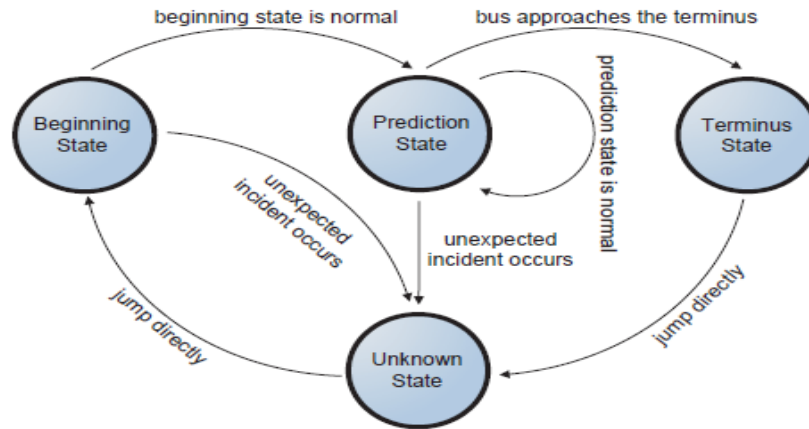 beginning state is normal
bus approaches the terminus
Beginning
State
Prediction
State
prediction state is normal
Terminus
State
unexpected
incident occurs
unexpected
incident occurs
jump directly
jump directly
Unknown
State